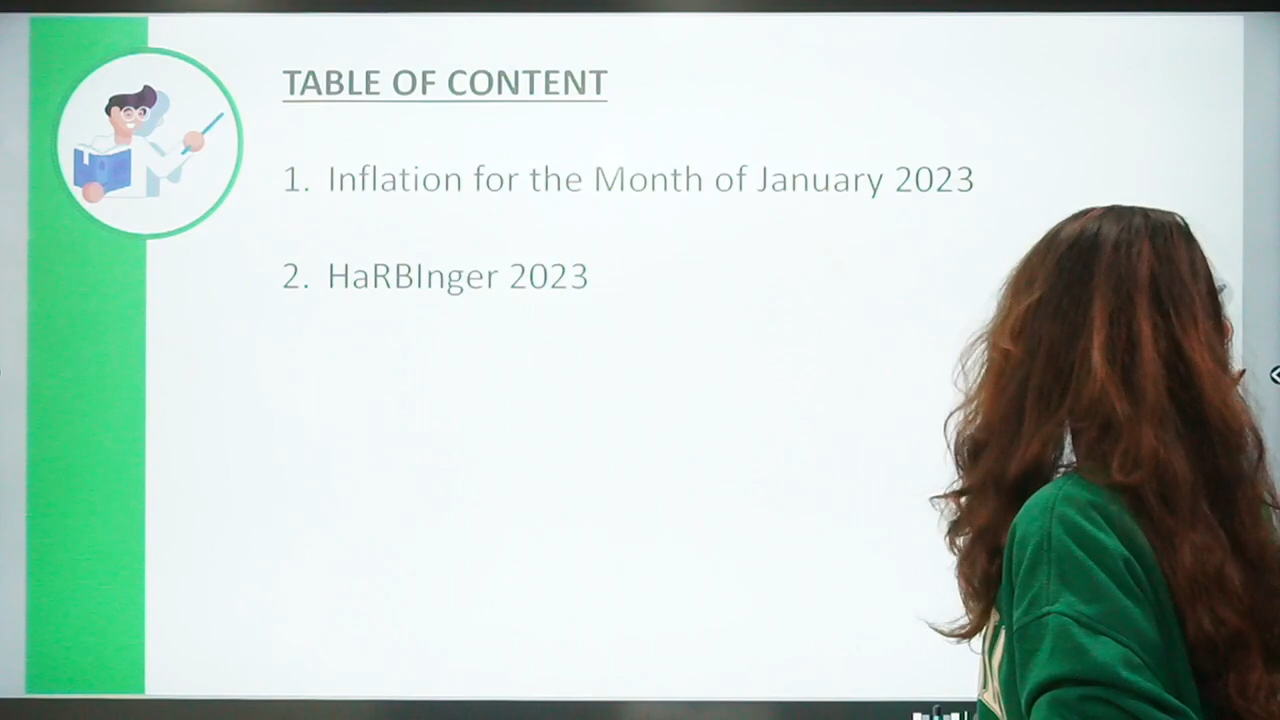 TABLE OF CONTENT
1. Inflation for the Month of January 2023
2. HaRBInger 2023